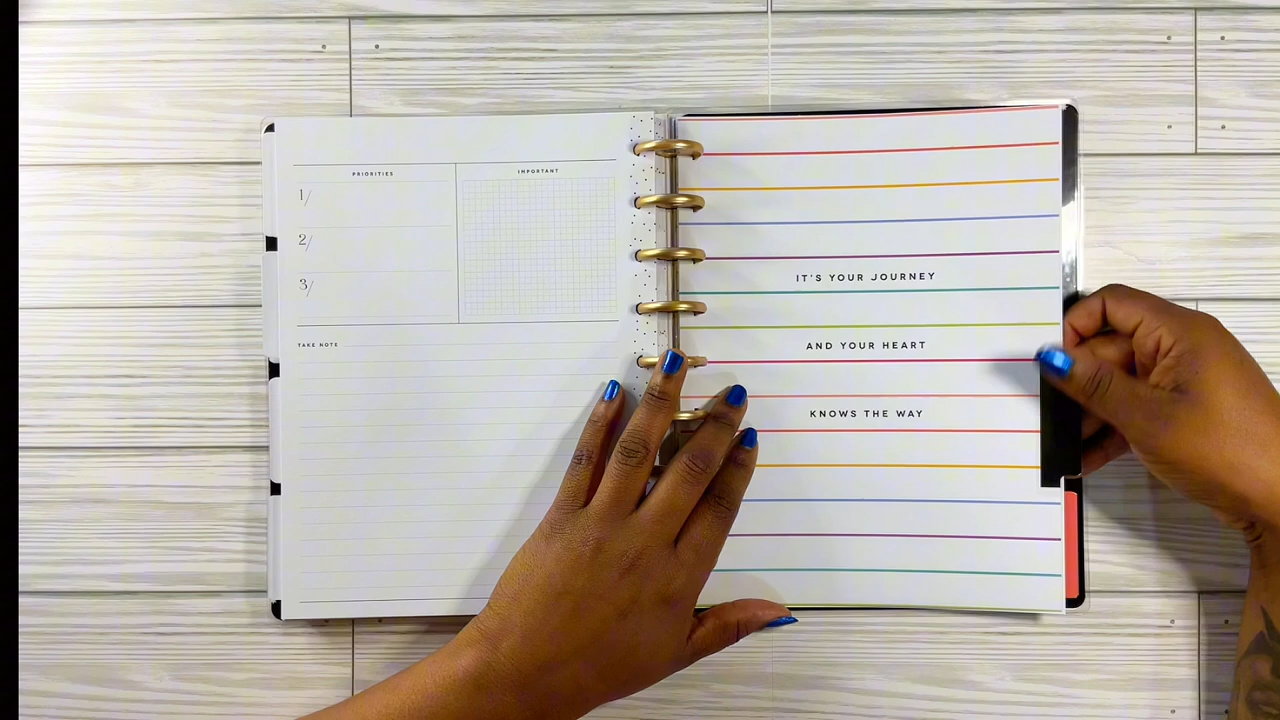 PRIORITIES
IMPORTANT
1/
2/
3/
TAKE NOTE
IT'S YOUR JOURNEY
AND YOUR HEART
KNOWS THE WAY